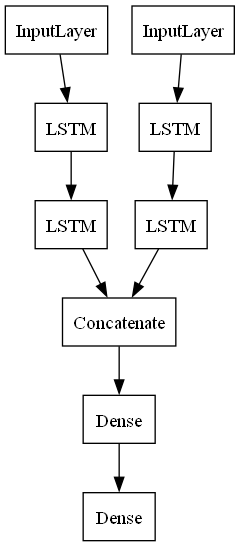 InputLayer InputLayer
LSTM LSTM
LSTM LSTM
Concatenate
Dense
Dense